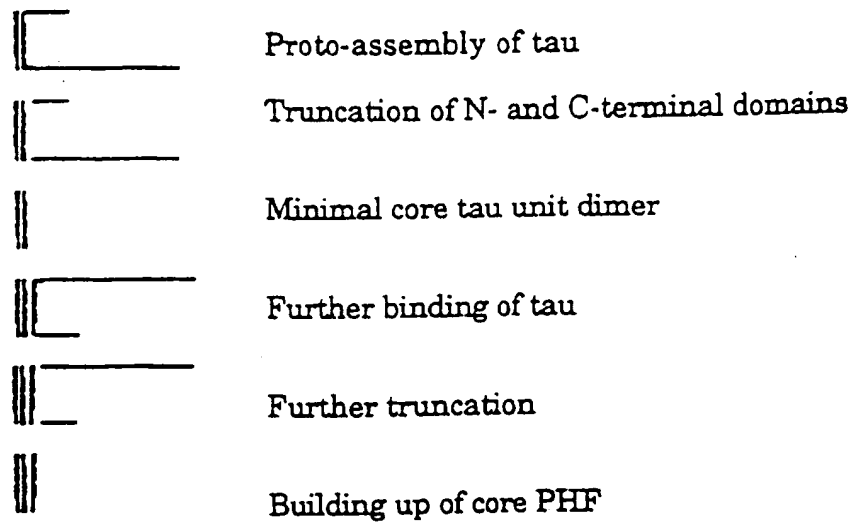 Proto-assembly of tau
Truncation of N- and C-terminal domains
Minimal core tau unit dimer
Further binding of tau
Further truncation
Building up of core PHF